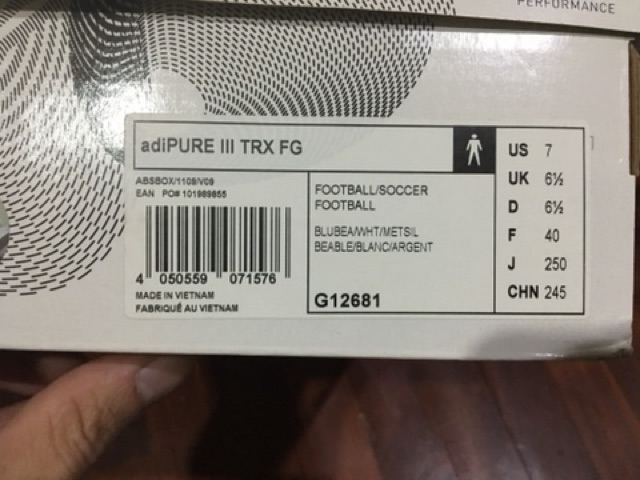 PERFORMANCE
adiPURE III TRX FG
ABSBOX/1109/V09
EAN PO# 101989855
4 050559 071576
MADE IN VIETNAM
FABRIQUÉ AU VIETNAM
FOOTBALL/SOCCER
FOOTBALL
BLUBEA/WHT/METSIL
BEABLE/BLANC/ARGENT
G12681
US 7
UK 6½
D 6½
F 40
J 250
CHN 245